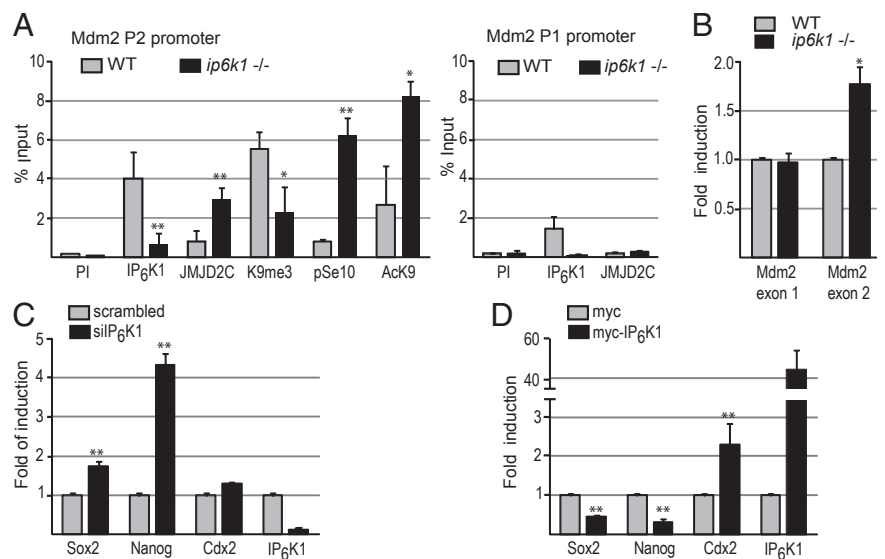 A
Mdm2 P2 promoter
WT
ip6k1 -/-
% Input
10
8
6
4
2
** ** * ** *
PI IP6K1 JMJD2C K9me3 pSe10 AcK9
Mdm2 P1 promoter
WT
ip6k1 -/-
% Input
10
8
6
4
2
PI IP6K1 JMJD2C
B
WT
ip6k1 -/-
Fold induction
2.0
1.5
1.0
0.5
*
Mdm2 Mdm2
exon 1 exon 2
C
scrambled
siIP6K1
Fold of induction
5
4
3
2
1
** **
Sox2 Nanog Cdx2 IP6K1
D
myc
myc-IP6K1
Fold induction
60
40
3
2
1
** ** **
Sox2 Nanog Cdx2 IP6K1